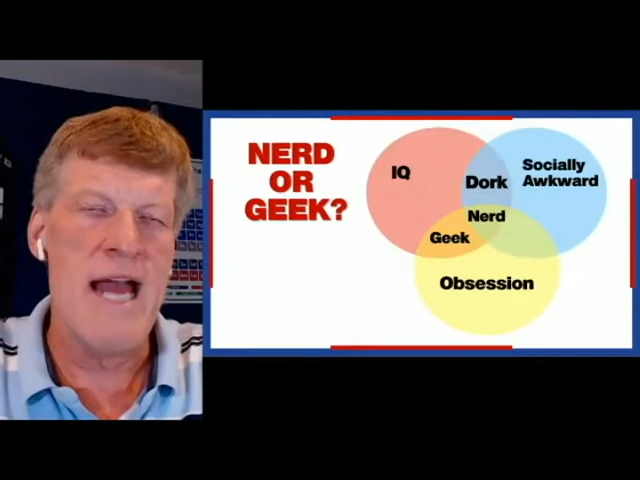 NERD
OR
GEEK?
IQ
Socially
Awkward
Dork
Nerd
Geek
Obsession